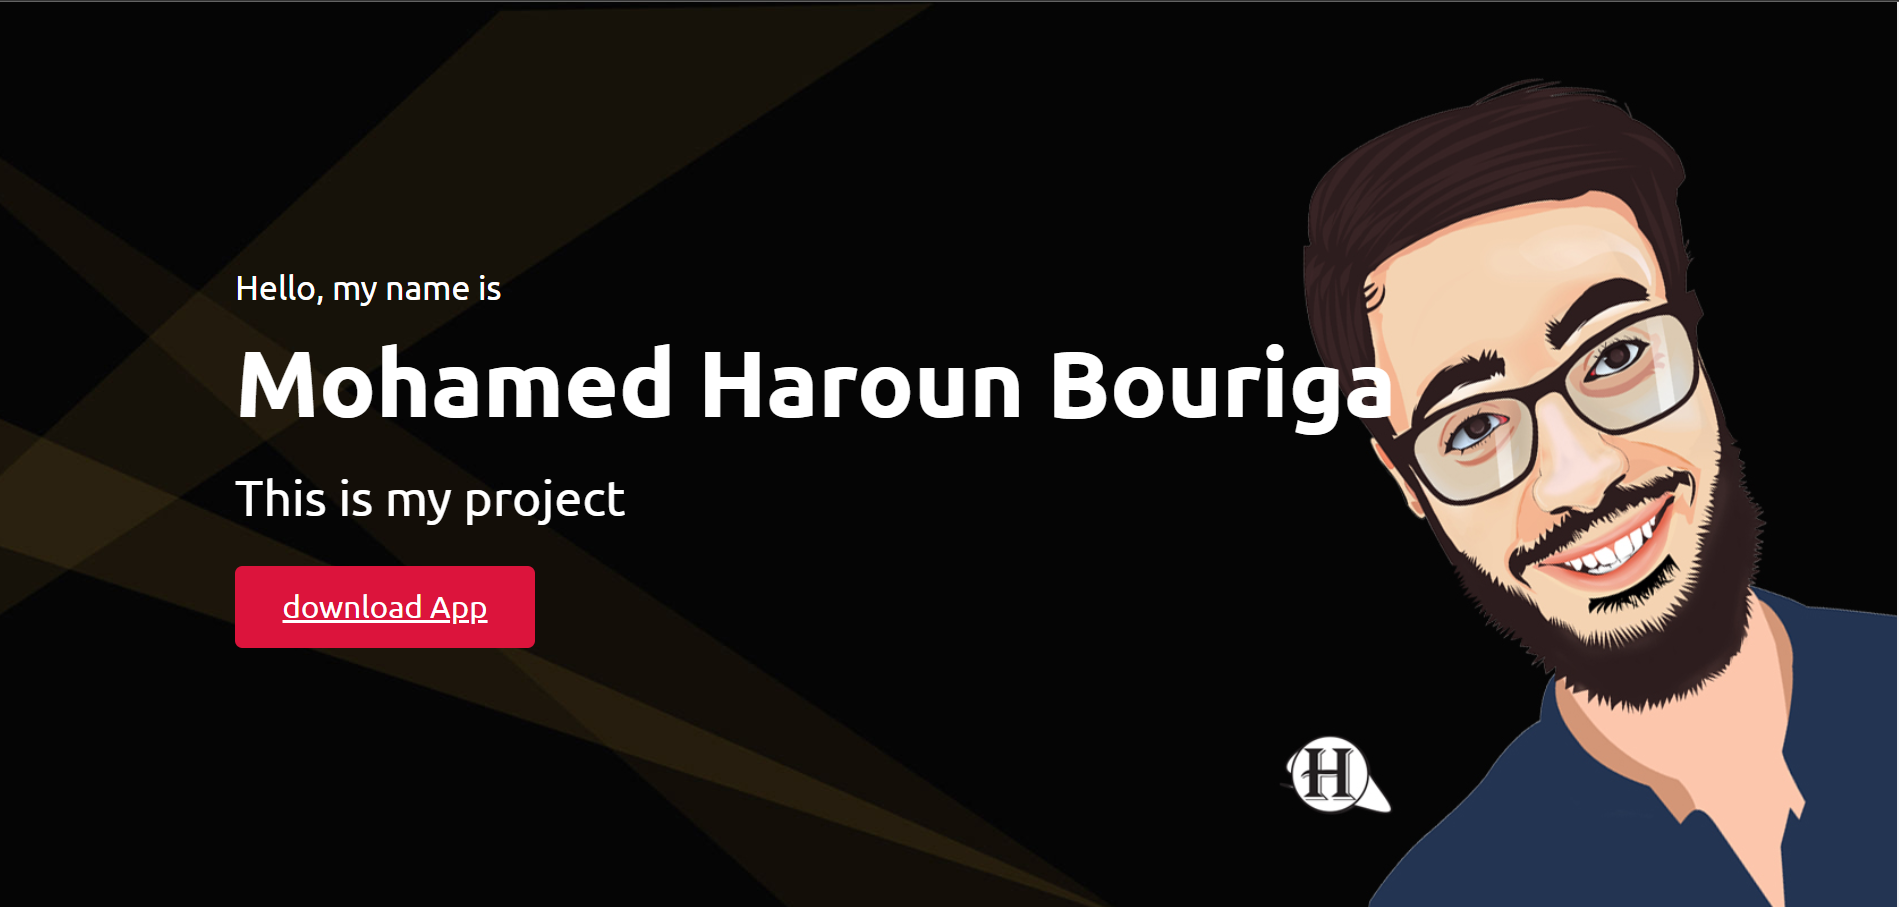 Hello, my name is
Mohamed Haroun Bouriga
This is my project
download App
H